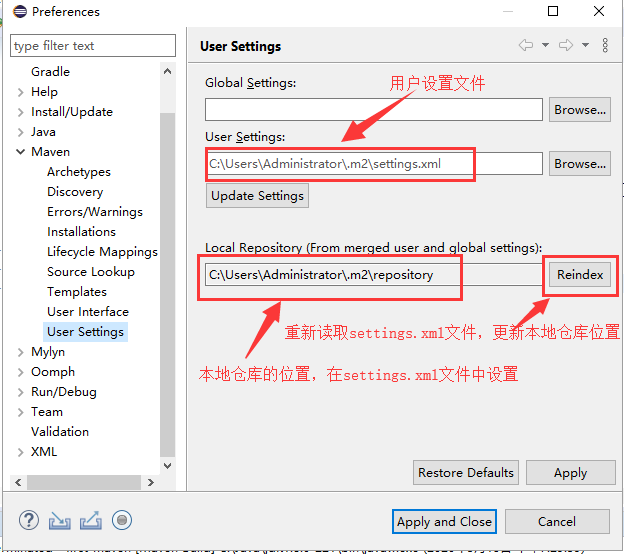 Preferences
type filter text
User Settings
Gradle
Help
Install/Update
Java
Maven
Archetypes
Discovery
Errors/Warnings
Installations
Lifecycle Mappings
Source Lookup
Templates
User Interface
User Settings
Mylyn
Oomph
Run/Debug
Team
Validation
XML
Global Settings:
用户设置文件
Browse...
User Settings:
C:\Users\Administrator\.m2\settings.xml
Browse...
Update Settings
Local Repository (From merged user and global settings):
C:\Users\Administrator\.m2\repository
Reindex
重新读取settings.xml文件，更新本地仓库位置
本地仓库的位置，在settings.xml文件中设置
Restore Defaults
Apply
Apply and Close
Cancel